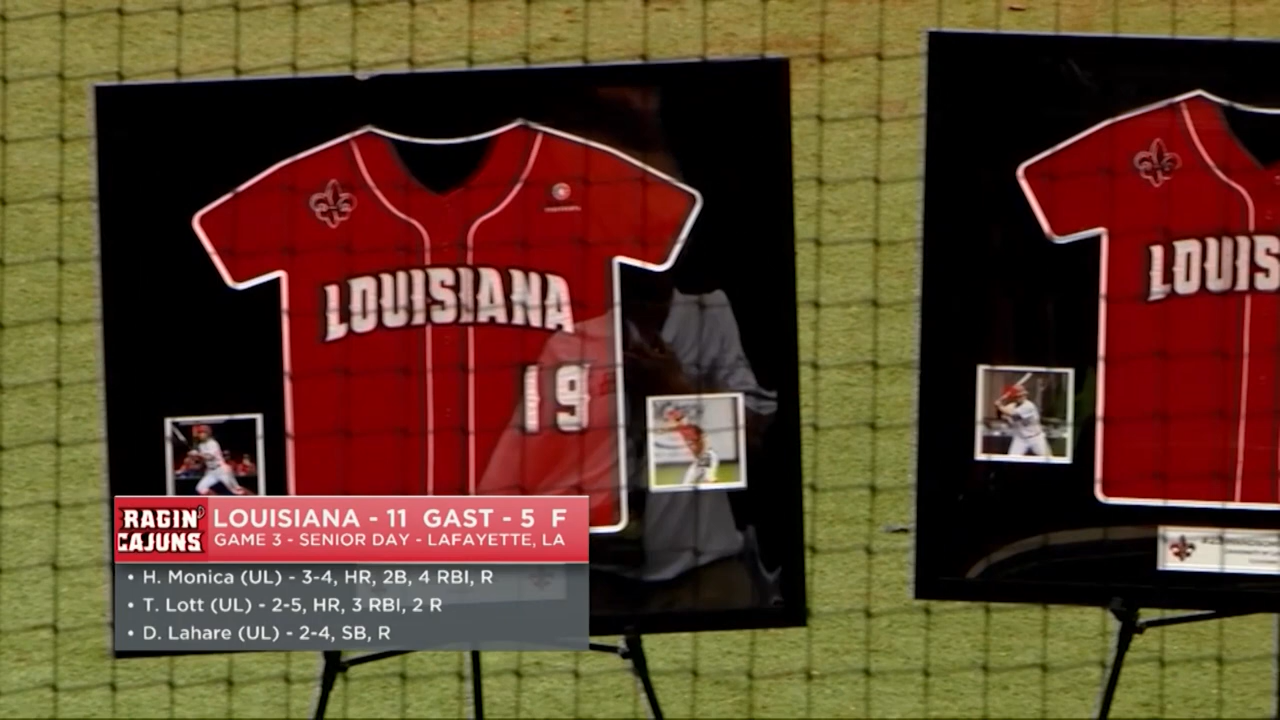 LOUISIANA
19
LOUIS
RAGIN'
CAJUNS
LOUISIANA - 11 GAST - 5 F
GAME 3 - SENIOR DAY - LAFAYETTE, LA
• H. Monica (UL) - 3-4, HR, 2B, 4 RBI, R
• T. Lott (UL) - 2-5, HR, 3 RBI, 2 R
• D. Lahare (UL) - 2-4, SB, R